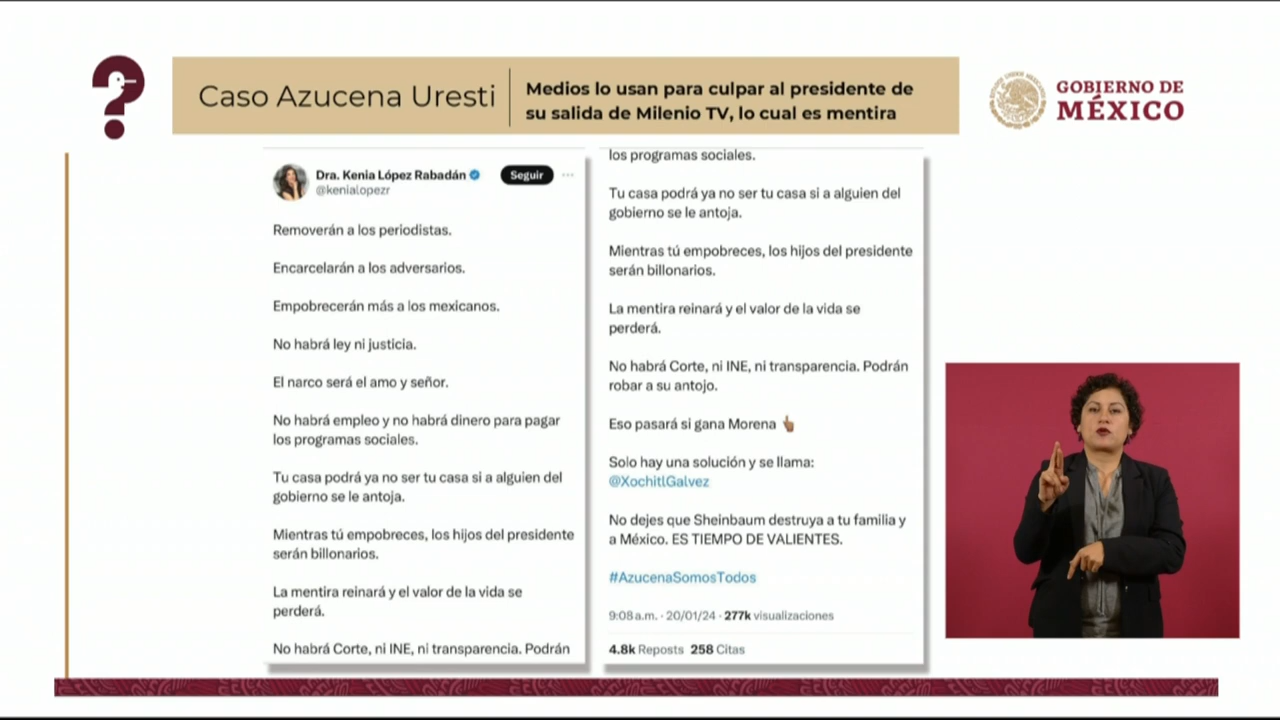 Caso Azucena Uresti
Medios lo usan para culpar al presidente de
su salida de Milenio TV, lo cual es mentira
GOBIERNO DE
MÉXICO
Dra. Kenia López Rabadán
@kenialopezr
Seguir
Removerán a los periodistas.
Encarcelarán a los adversarios.
Empobrecerán más a los mexicanos.
No habrá ley ni justicia.
El narco será el amo y señor.
No habrá empleo y no habrá dinero para pagar
los programas sociales.
Tu casa podrá ya no ser tu casa si a alguien del
gobierno se le antoja.
Mientras tú empobreces, los hijos del presidente
serán billonarios.
La mentira reinará y el valor de la vida se
perderá.
No habrá Corte, ni INE, ni transparencia. Podrán
los programas sociales.
Tu casa podrá ya no ser tu casa si a alguien del
gobierno se le antoja.
Mientras tú empobreces, los hijos del presidente
serán billonarios.
La mentira reinará y el valor de la vida se
perderá.
No habrá Corte, ni INE, ni transparencia. Podrán
robar a su antojo.
Eso pasará si gana Morena 👆🏽
Solo hay una solución y se llama:
@XochitlGalvez
No dejes que Sheinbaum destruya a tu familia y
a México. ES TIEMPO DE VALIENTES.
#AzucenaSomosTodos
9:08 a.m. · 20/01/24 · 277k visualizaciones
4.8k Reposts 258 Citas